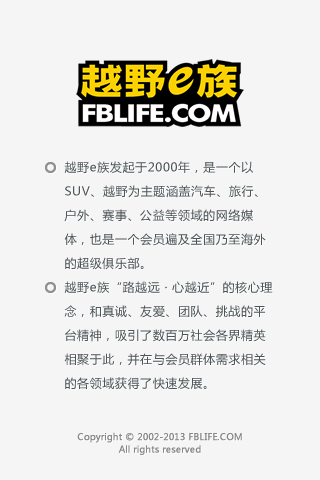 越野e族
FBLIFE.COM
越野e族发起于2000年，是一个以
SUV、越野为主题涵盖汽车、旅行、
户外、赛事、公益等领域的网络媒
体，也是一个会员遍及全国乃至海外
的超级俱乐部。
越野e族“路越远·心越近”的核心理
念，和真诚、友爱、团队、挑战的平
台精神，吸引了数百万社会各界精英
相聚于此，并在与会员群体需求相关
的各领域获得了快速发展。
Copyright © 2002-2013 FBLIFE.COM
All rights reserved